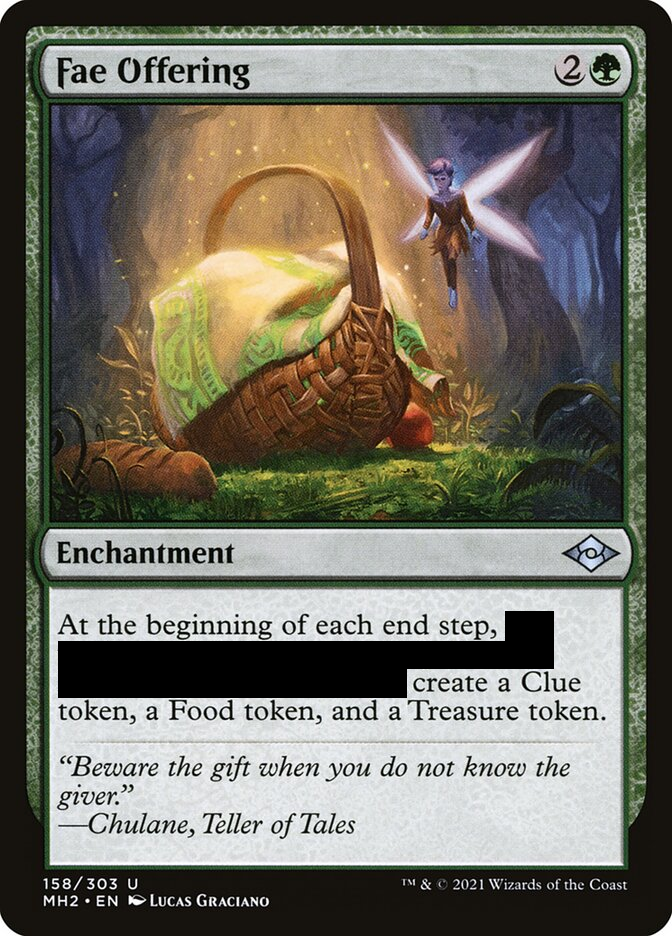 Fae Offering 2
Enchantment
At the beginning of each end step,
create a Clue
token, a Food token, and a Treasure token.
“Beware the gift when you do not know the
giver.”
—Chulane, Teller of Tales
158/303 U
MH2 • EN Lucas Graciano
™ & © 2021 Wizards of the Coast